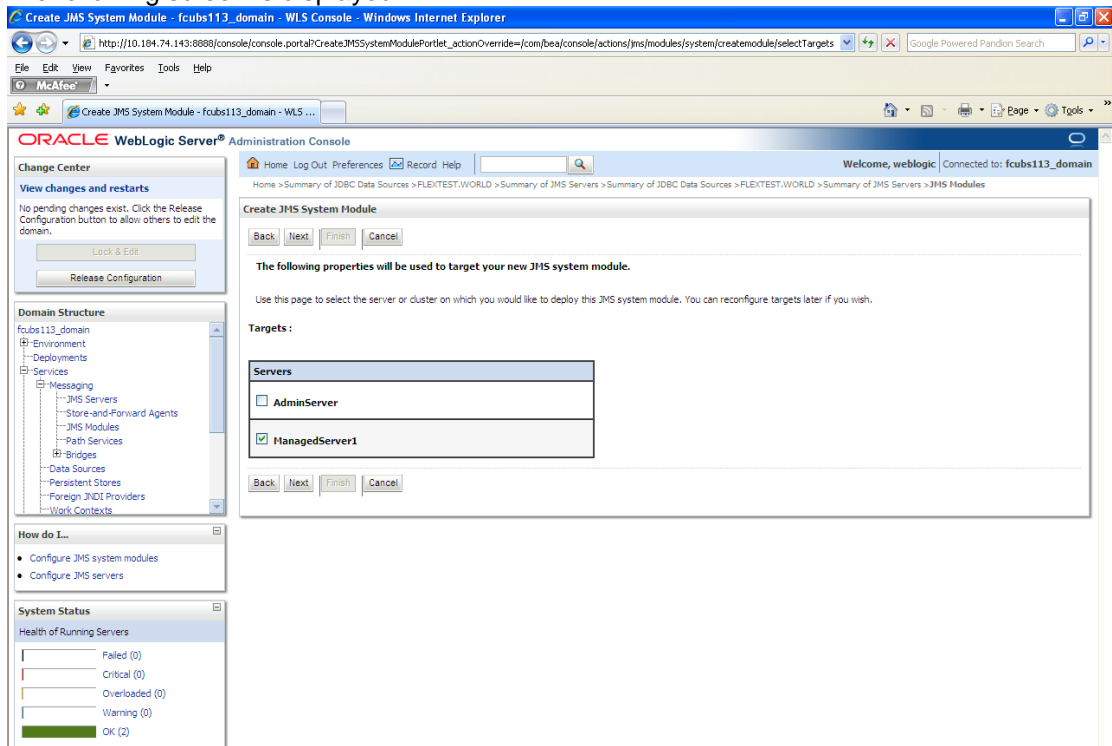 Create JMS System Module - fcubs113_domain - WLS Console - Windows Internet Explorer
http://10.184.74.143:8888/console/console.portal?CreateJMSSystemModulePortlet_actionOverride=/com/bea/console/actions/jms/modules/system/createmodule/selectTargets
Google Powered Pandion Search
File Edit View Favorites Tools Help
McAfee
Create JMS System Module - fcubs113_domain - WLS ...
Page Tools
ORACLE WebLogic Server® Administration Console
Change Center
View changes and restarts
No pending changes exist. Click the Release
Configuration button to allow others to edit the
domain.
Lock & Edit
Release Configuration
Domain Structure
fcubs113_domain
Environment
Deployments
Services
Messaging
JMS Servers
Store-and-Forward Agents
JMS Modules
Path Services
Bridges
Data Sources
Persistent Stores
Foreign JNDI Providers
Work Contexts
How do I...
Configure JMS system modules
Configure JMS servers
System Status
Health of Running Servers
Failed (0)
Critical (0)
Overloaded (0)
Warning (0)
OK (2)
Home Log Out Preferences Record Help
Welcome, weblogic Connected to: fcubs113_domain
Home >Summary of JDBC Data Sources >FLEXTEST.WORLD >Summary of JMS Servers >Summary of JDBC Data Sources >FLEXTEST.WORLD >Summary of JMS Servers >JMS Modules
Create JMS System Module
Back Next Finish Cancel
The following properties will be used to target your new JMS system module.
Use this page to select the server or cluster on which you would like to deploy this JMS system module. You can reconfigure targets later if you wish.
Targets :
Servers
AdminServer
ManagedServer1
Back Next Finish Cancel